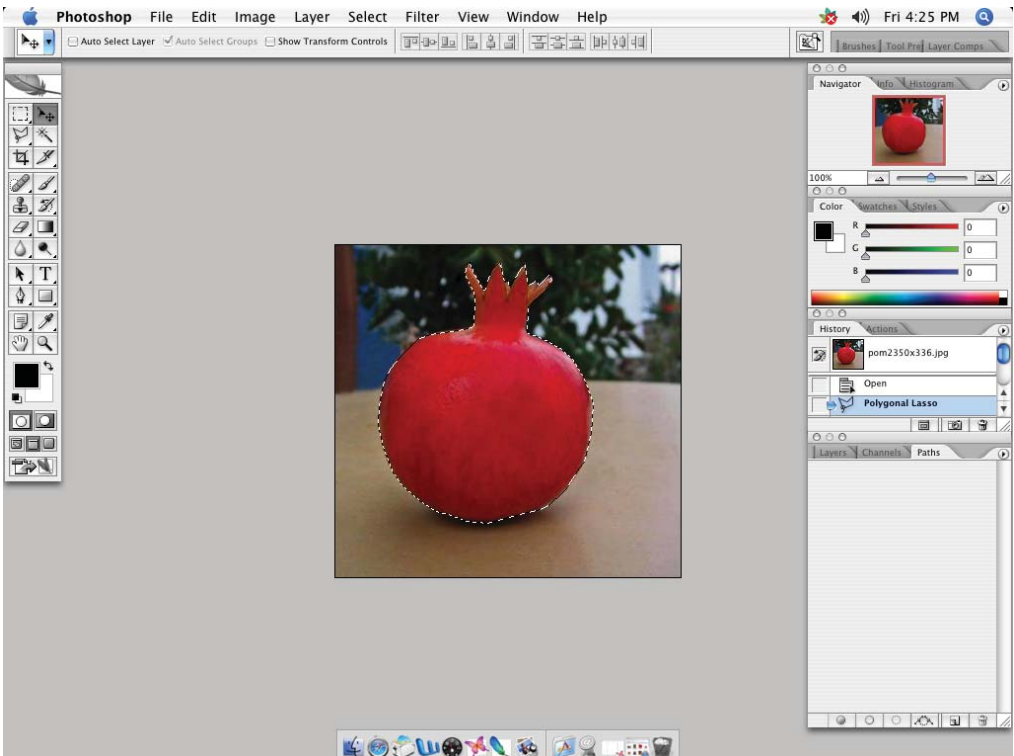 Photoshop File Edit Image Layer Select Filter View Window Help Fri 4:25 PM
Auto Select Layer Auto Select Groups Show Transform Controls
Brushes Tool Pre Layer Comps
Navigator Info Histogram
100%
Color Swatches Styles
R 0
G 0
B 0
History Actions
pom2350x336.jpg
Open
Polygonal Lasso
Layers Channels Paths
T